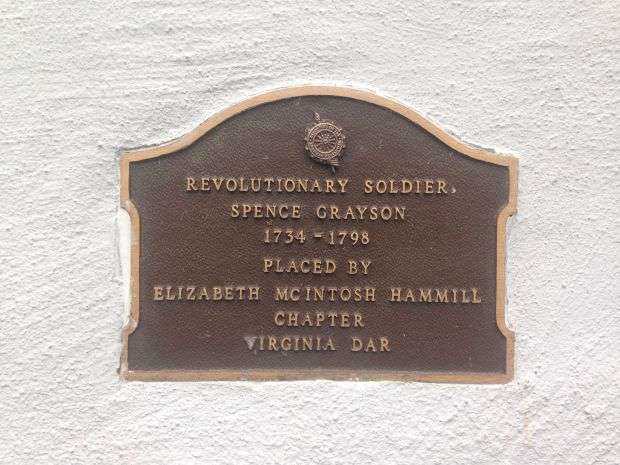 REVOLUTIONARY SOLDIER.
SPENCE GRAYSON
1734 - 1798
PLACED BY
ELIZABETH MCINTOSH HAMMILL
CHAPTER
VIRGINIA DAR